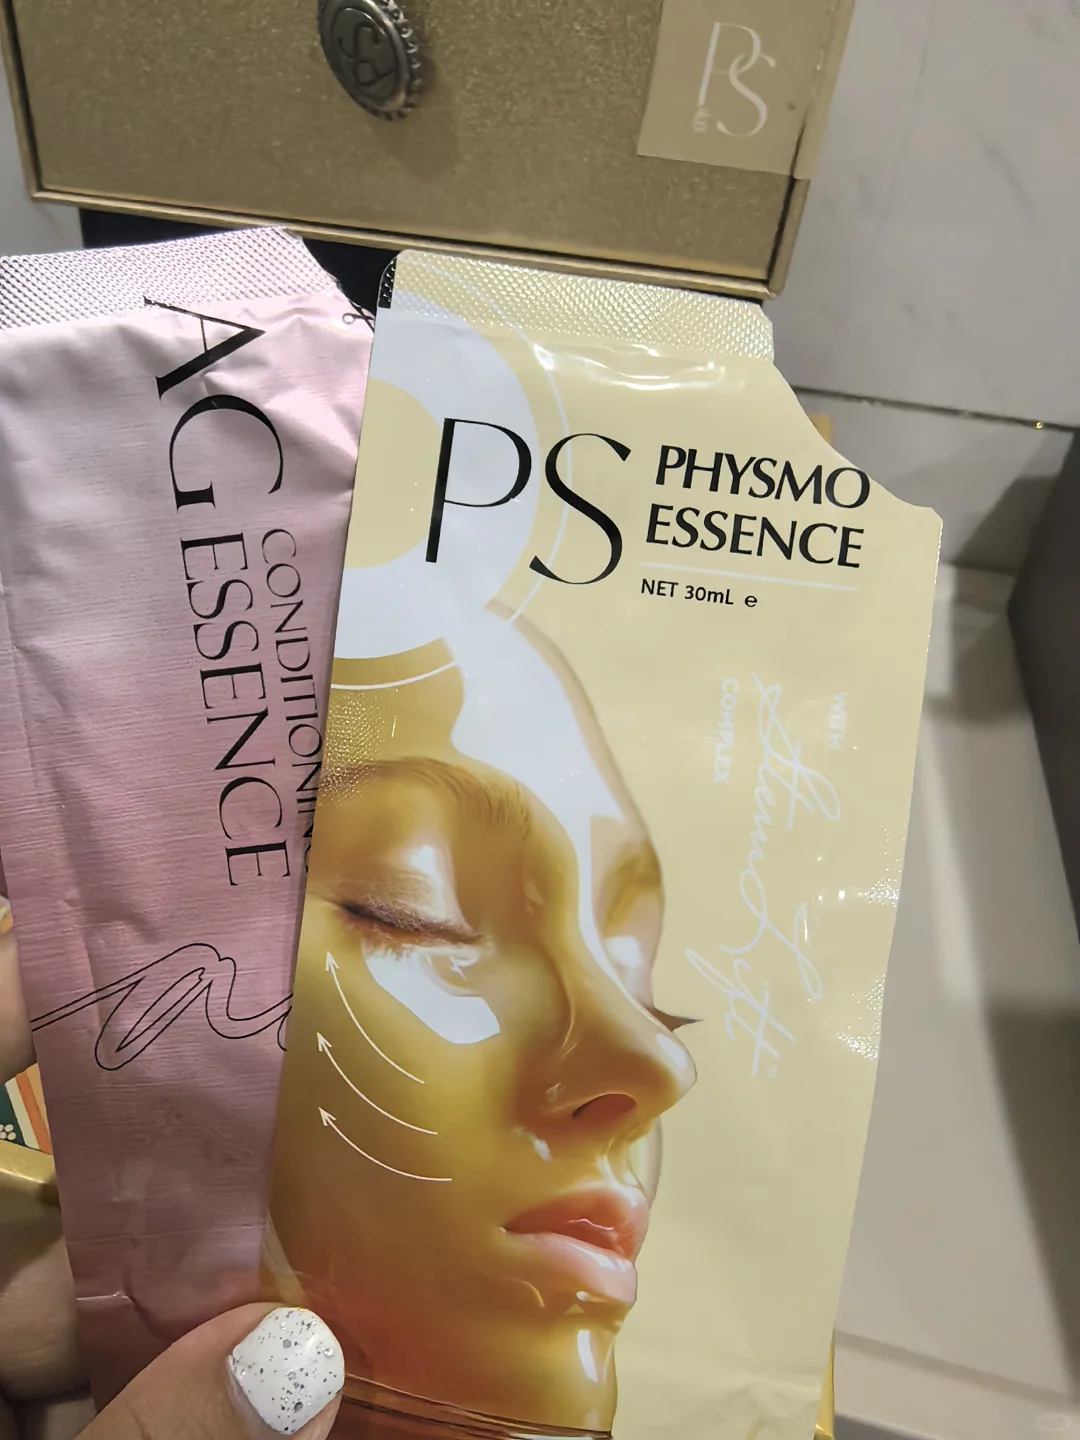 PS
AG
ESSENCE
CONDITIONING
PS
PHYSMO
ESSENCE
NET 30mL e
WITH
COMPLEX